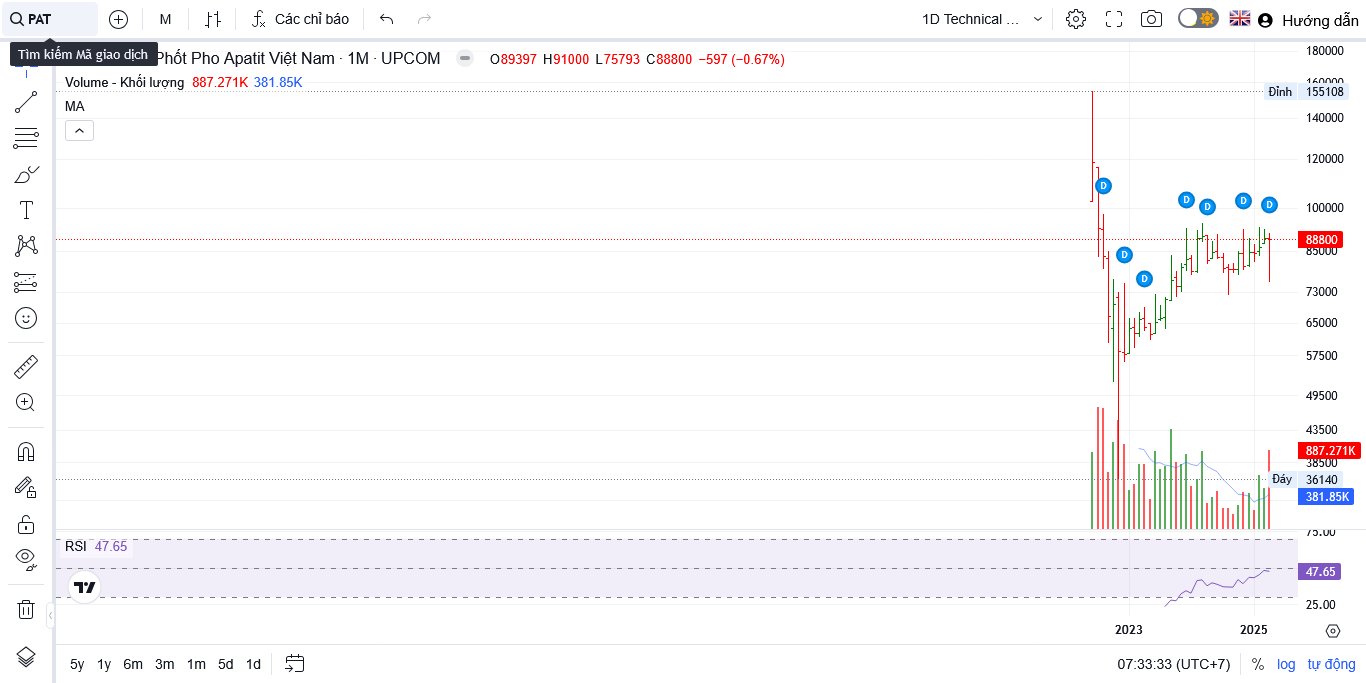 PAT
M
Các chỉ báo
1D Technical ...
Hướng dẫn
Tìm kiếm Mã giao dịch
Phốt Pho Apatit Việt Nam · 1M · UPCOM
O89397 H91000 L75793 C88800 −597 (−0.67%)
Volume - Khối lượng 887.271K 381.85K
MA
180000
160000
Đỉnh 155108
140000
120000
100000
88800
85000
73000
65000
57500
49500
43500
887.271K
38500
Đáy 36140
381.85K
D
D
D
D
D
D
D
75.00
RSI 47.65
47.65
25.00
2023 2025
5y 1y 6m 3m 1m 5d 1d
07:33:33 (UTC+7) % log tự động